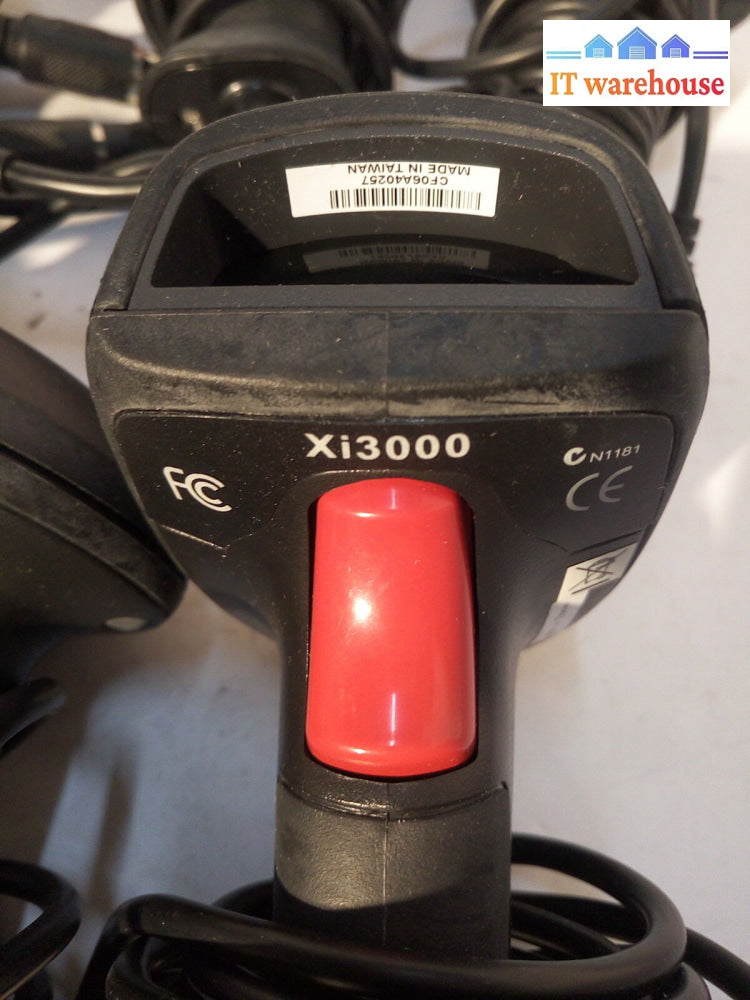 IT warehouse
MADE IN TAIWAN
CF06A40257
Xi3000
FC
N1181
CE